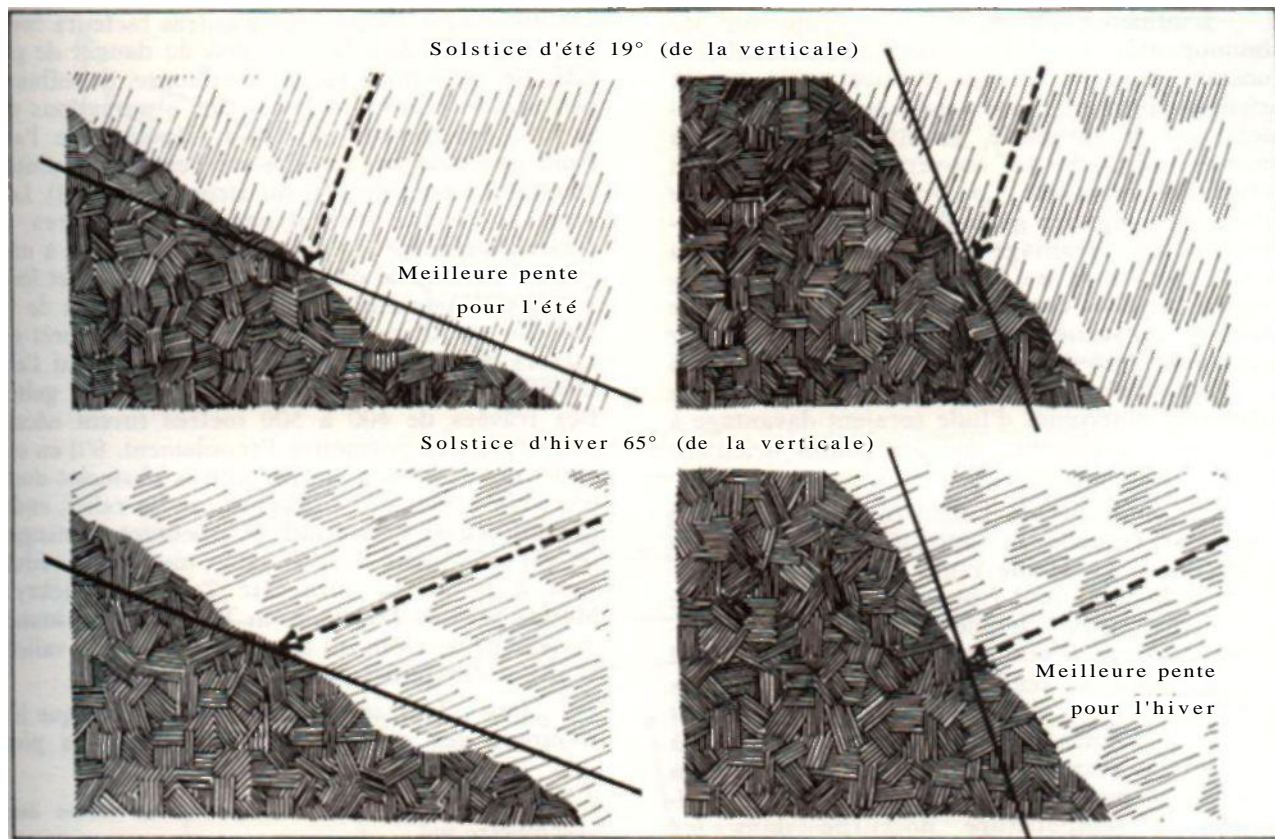 Solstice d'été 19° (de la verticale)
Meilleure pente
pour l'été
Solstice d'hiver 65° (de la verticale)
Meilleure pente
pour l'hiver